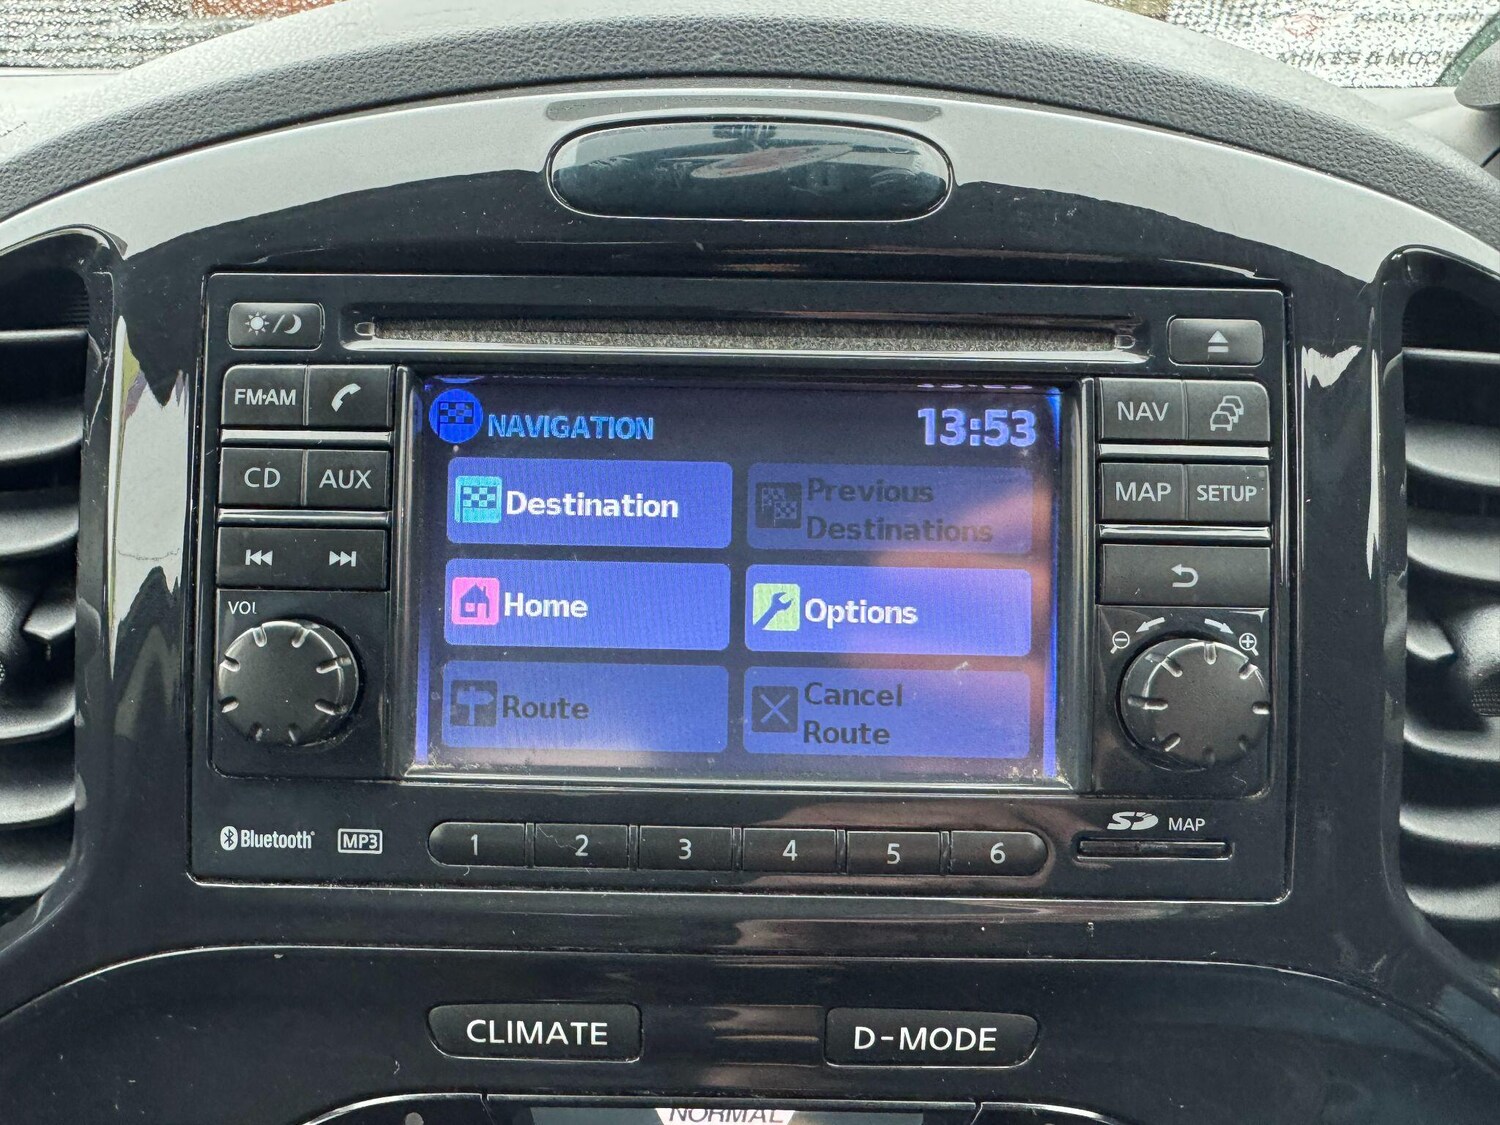 FM·AM
CD
AUX
VOL
NAV
MAP
SETUP
NAVIGATION
13:53
Destination
Previous
Destinations
Home
Options
Route
Cancel
Route
Bluetooth®
MP3
1
2
3
4
5
6
SD
MAP
CLIMATE
D-MODE
NORMAL